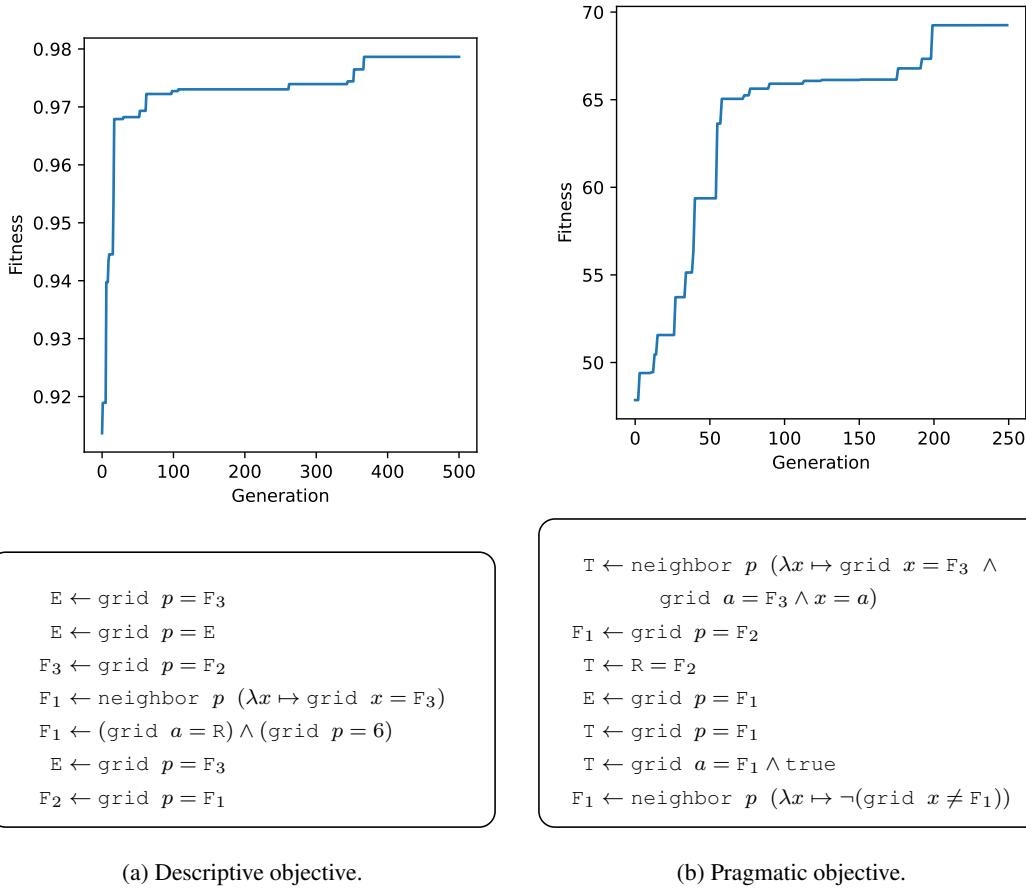 0.98
0.97
0.96
0.95
0.94
0.93
0.92
Fitness
0 100 200 300 400 500
Generation
70
65
60
55
50
Fitness
0 50 100 150 200 250
Generation
E ← grid p = F₃
E ← grid p = E
F₃ ← grid p = F₂
F₁ ← neighbor p (λx ↦ grid x = F₃)
F₁ ← (grid a = R) ∧ (grid p = 6)
E ← grid p = F₃
F₂ ← grid p = F₁
T ← neighbor p (λx ↦ grid x = F₃ ∧
grid a = F₃ ∧ x = a)
F₁ ← grid p = F₂
T ← R = F₂
E ← grid p = F₁
T ← grid p = F₁
T ← grid a = F₁ ∧ true
F₁ ← neighbor p (λx ↦ ¬(grid x ≠ F₁))
(a) Descriptive objective.
(b) Pragmatic objective.